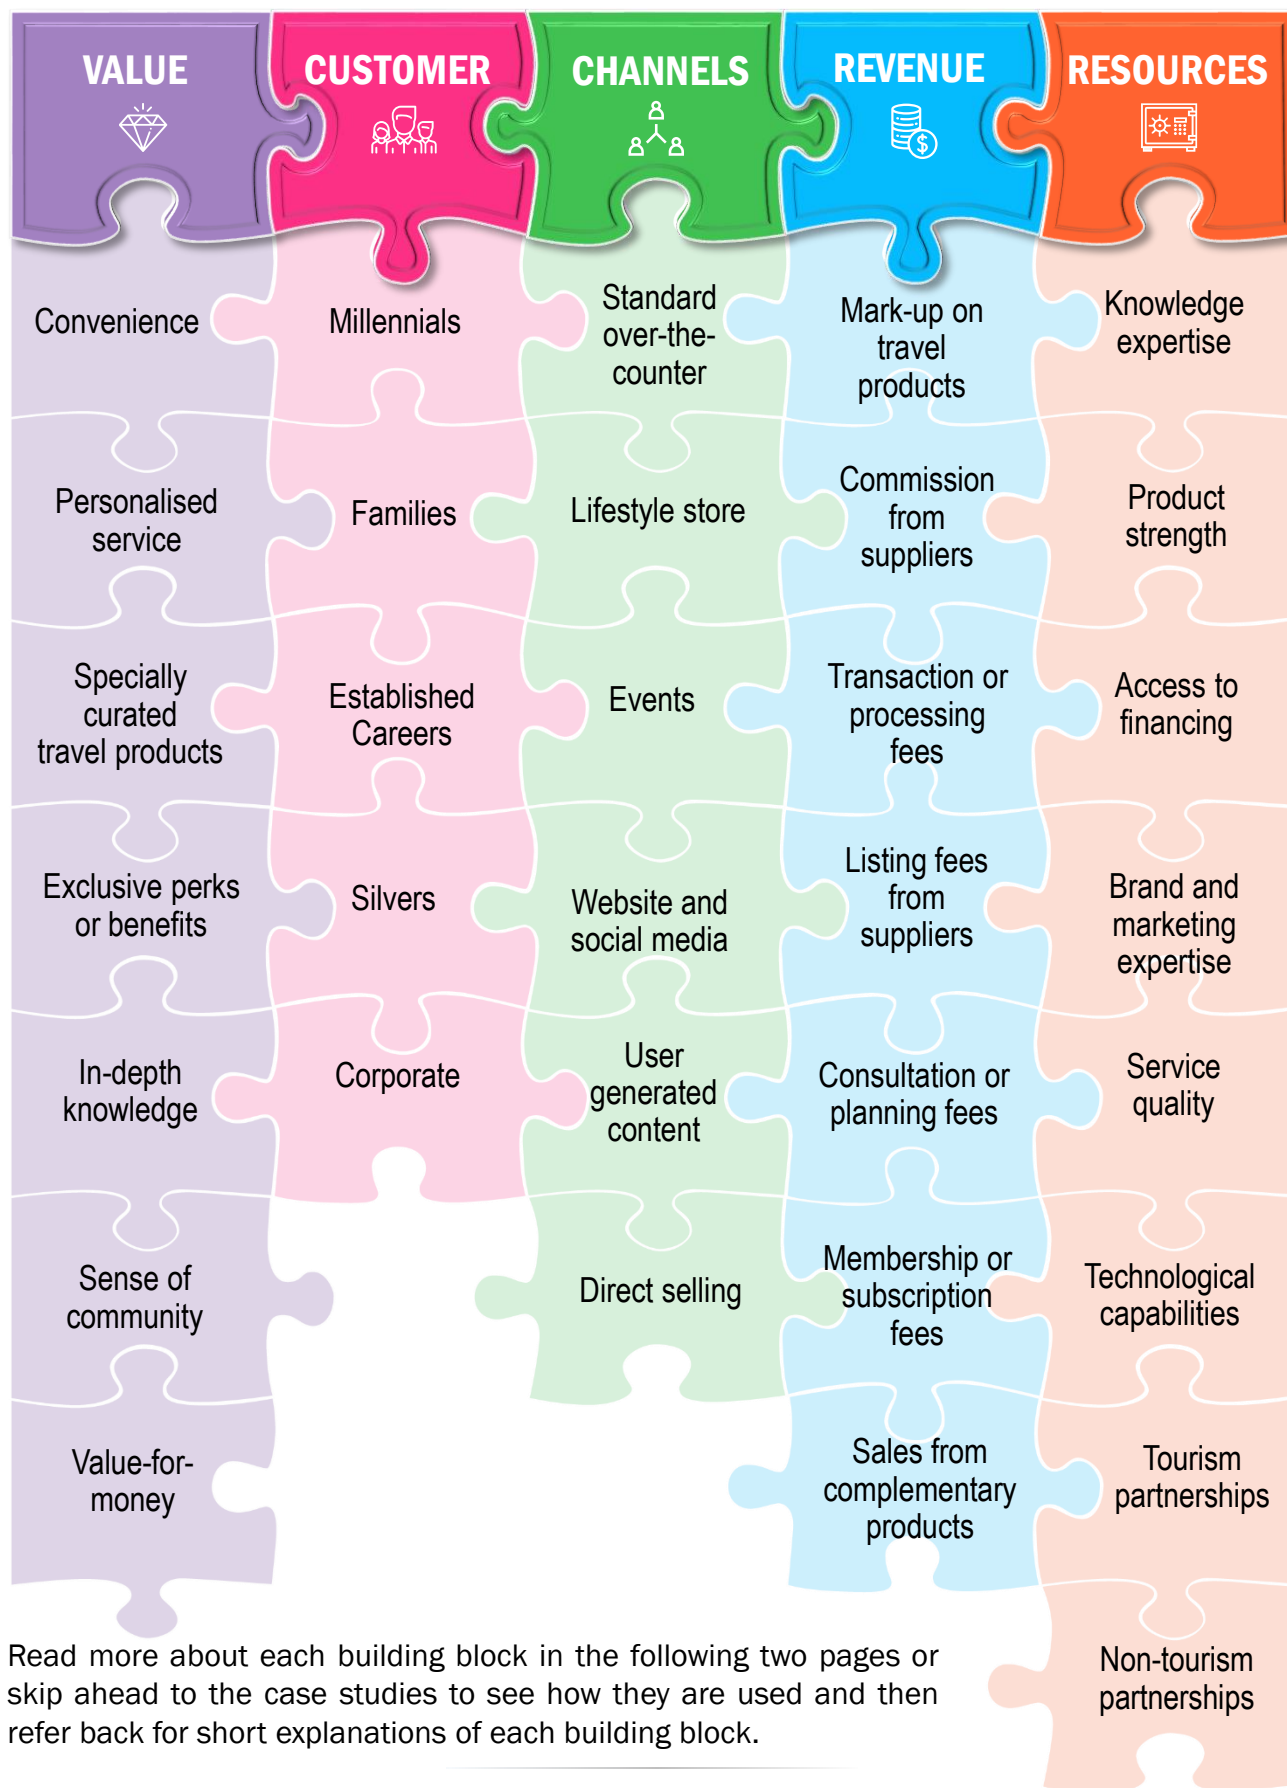 VALUE
CUSTOMER
CHANNELS
REVENUE
RESOURCES
Convenience
Personalised
service
Specially
curated
travel products
Exclusive perks
or benefits
In-depth
knowledge
Sense of
community
Value-for-
money
Millennials
Families
Established
Careers
Silvers
Corporate
Standard
over-the-
counter
Lifestyle store
Events
Website and
social media
User
generated
content
Direct selling
$
Mark-up on
travel
products
Commission
from
suppliers
Transaction or
processing
fees
Listing fees
from
suppliers
Consultation or
planning fees
Membership or
subscription
fees
Sales from
complementary
products
Knowledge
expertise
Product
strength
Access to
financing
Brand and
marketing
expertise
Service
quality
Technological
capabilities
Tourism
partnerships
Non-tourism
partnerships
Read more about each building block in the following two pages or
skip ahead to the case studies to see how they are used and then
refer back for short explanations of each building block.